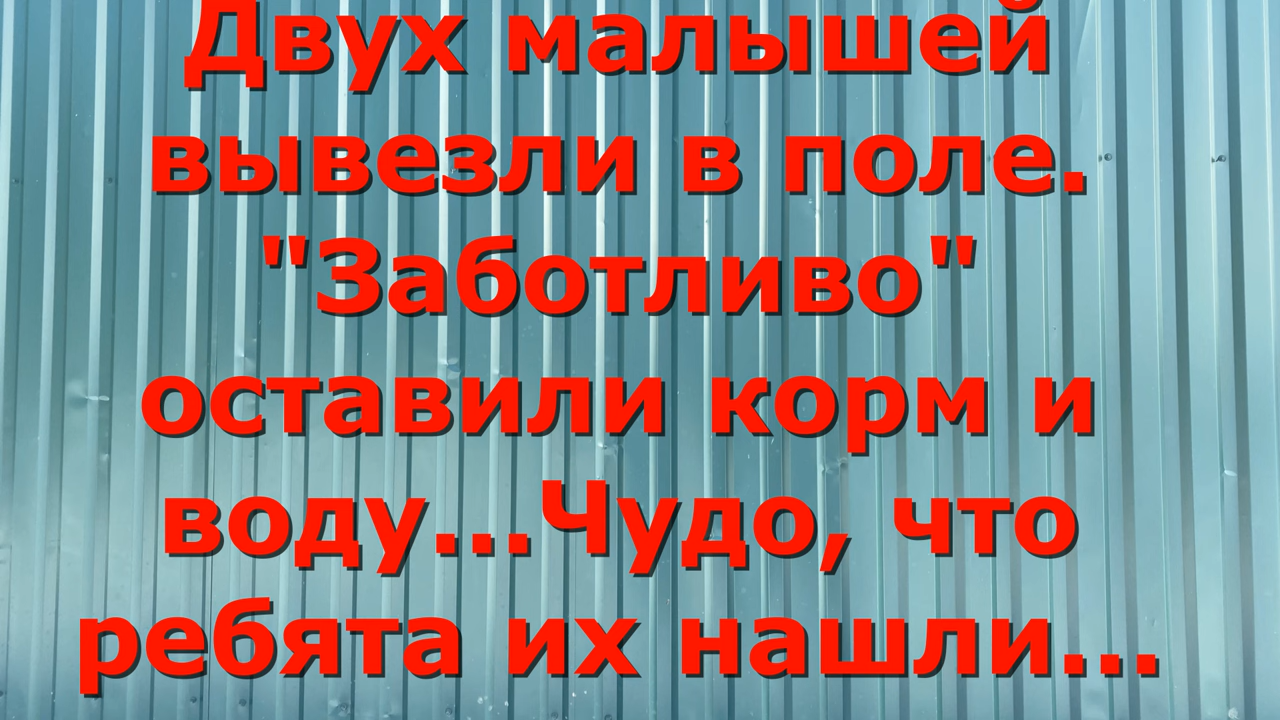 Двух малышей
вывезли в поле.
"Заботливо"
оставили корм и
воду...Чудо, что
ребята их нашли...